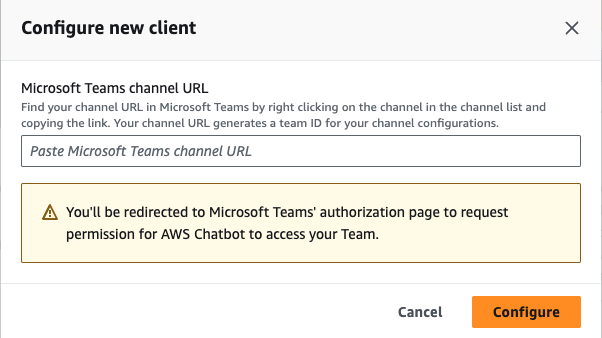 Configure new client
Microsoft Teams channel URL
Find your channel URL in Microsoft Teams by right clicking on the channel in the channel list and
copying the link. Your channel URL generates a team ID for your channel configurations.
Paste Microsoft Teams channel URL
You'll be redirected to Microsoft Teams' authorization page to request
permission for AWS Chatbot to access your Team.
Cancel
Configure